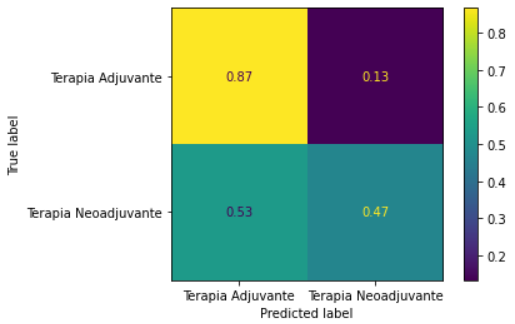 True label
Terapia Adjuvante
0.87
0.13
Terapia Neoadjuvante
0.53
0.47
Terapia Adjuvante
Terapia Neoadjuvante
Predicted label
0.8
0.7
0.6
0.5
0.4
0.3
0.2